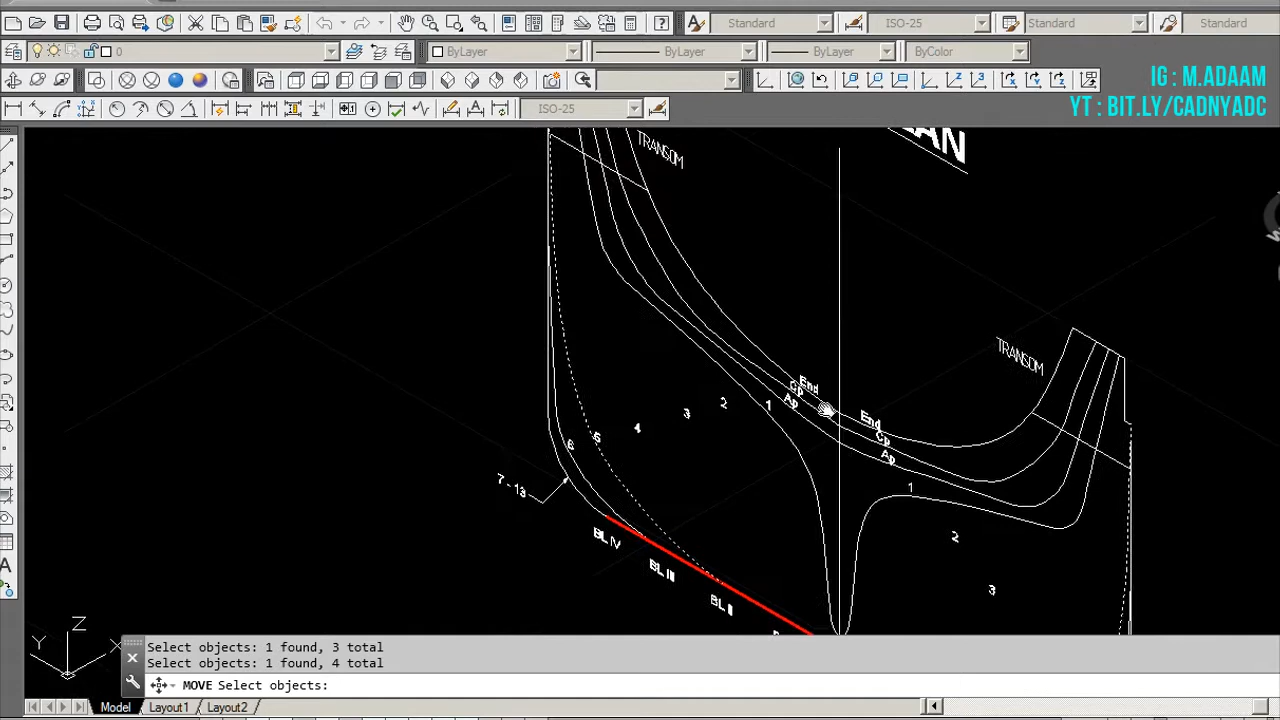 Standard
ISO-25
Standard
Standard
0
ByLayer
ByLayer
ByLayer
ByColor
IG : M.ADAAM
YT : BIT.LY/CADNYADC
ISO-25
TRANSOM
TRANSOM
End
Cp
Ap
End
Cp
Ap
1
2
3
4
5
6
7 - 13
1
2
3
BL IV
BL III
BL II
Z
Y
X
Select objects: 1 found, 3 total
Select objects: 1 found, 4 total
MOVE Select objects:
Model
Layout1
Layout2